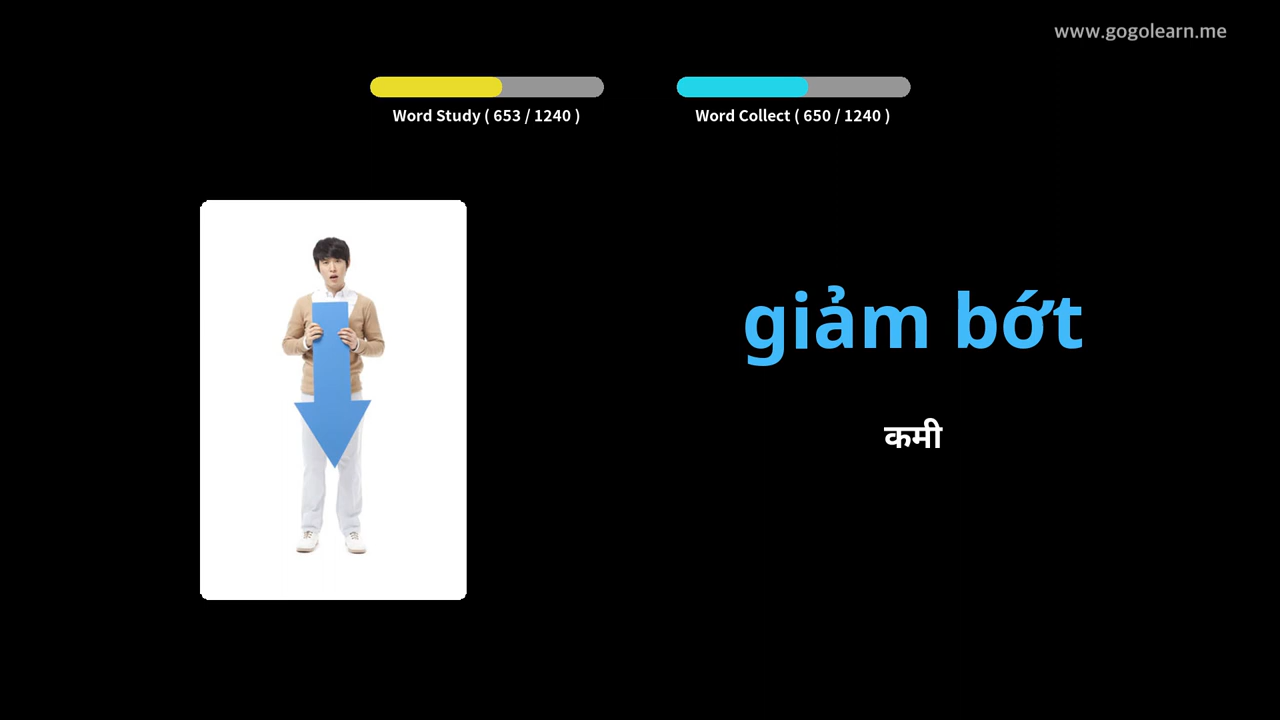 www.gogolearn.me
Word Study ( 653 / 1240 )
Word Collect ( 650 / 1240 )
giảm bớt
कमी